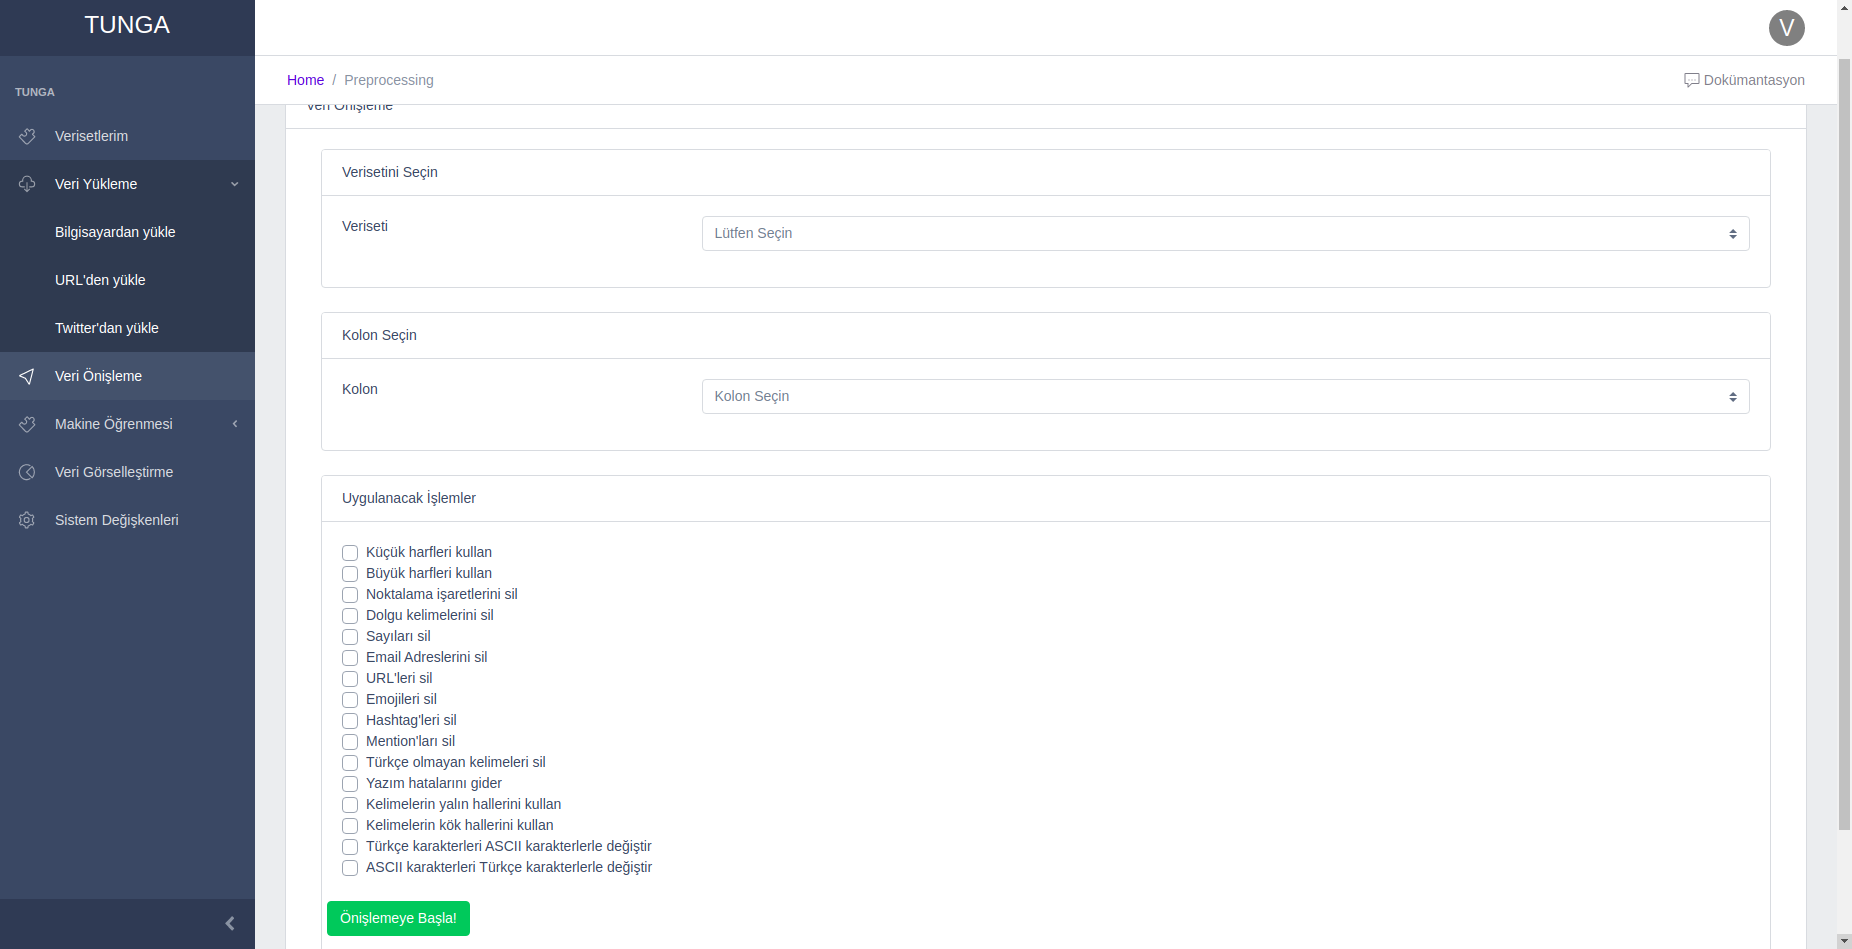 TUNGA
V
Home / Preprocessing
Dokümantasyon
TUNGA
Verisetlerim
Veri Yükleme
Bilgisayardan yükle
URL'den yükle
Twitter'dan yükle
Veri Önişleme
Makine Öğrenmesi
Veri Görselleştirme
Sistem Değişkenleri
Veri Önişleme
Verisetini Seçin
Veriseti
Lütfen Seçin
Kolon Seçin
Kolon
Kolon Seçin
Uygulanacak İşlemler
Küçük harfleri kullan
Büyük harfleri kullan
Noktalama işaretlerini sil
Dolgu kelimelerini sil
Sayıları sil
Email Adreslerini sil
URL'leri sil
Emojileri sil
Hashtag'leri sil
Mention'ları sil
Türkçe olmayan kelimeleri sil
Yazım hatalarını gider
Kelimelerin yalın hallerini kullan
Kelimelerin kök hallerini kullan
Türkçe karakterleri ASCII karakterlerle değiştir
ASCII karakterleri Türkçe karakterlerle değiştir
Önişlemeye Başla!